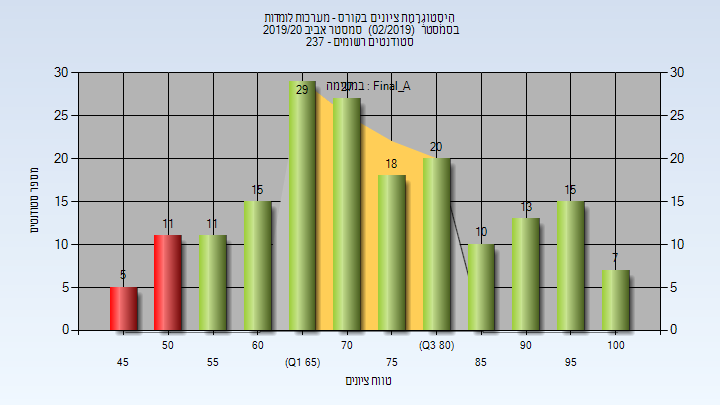 היסטוגרמת ציונים בקורס - מערכות לומדות
בסמסטר (02/2019) סמסטר אביב 2019/20
סטודנטים רשומים - 237
במשימה : Final_A
מספר סטודנטים
30 30
25 25
20 20
15 15
10 10
5 5
0 0
5 11 11 15 29 27 18 20 10 13 15 7
45 50 55 60 (Q1 65) 70 75 (Q3 80) 85 90 95 100
טווח ציונים